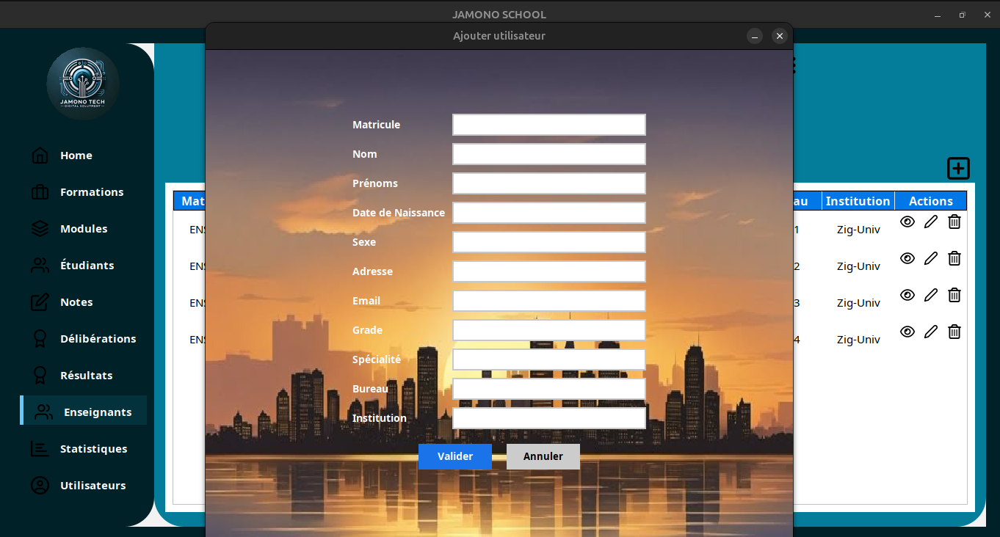 JAMONO SCHOOL
Ajouter utilisateur
JAMONO TECH
Home
Formations
Modules
Étudiants
Notes
Délibérations
Résultats
Enseignants
Statistiques
Utilisateurs
Matricule
Nom
Prénoms
Date de Naissance
Sexe
Adresse
Email
Grade
Spécialité
Bureau
Institution
Valider Annuler
Mat au Institution Actions
ENS 1 Zig-Univ
ENS 2 Zig-Univ
ENS 3 Zig-Univ
ENS 4 Zig-Univ